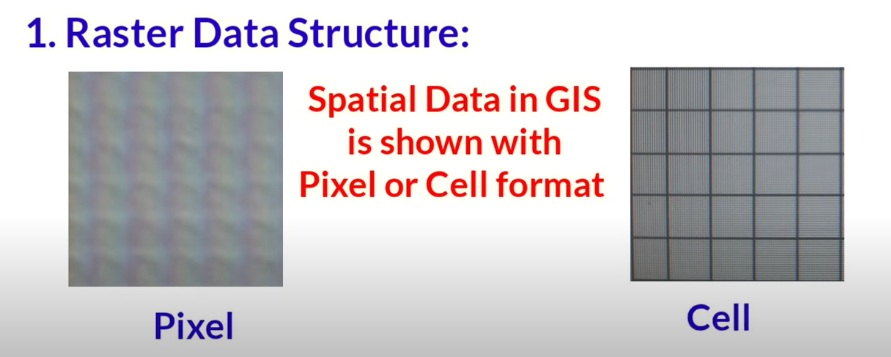 1. Raster Data Structure:
Spatial Data in GIS
is shown with
Pixel or Cell format
Pixel
Cell